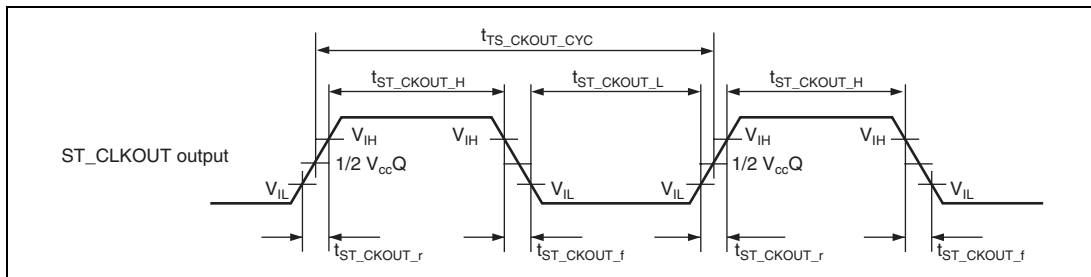 tTS_CKOUT_CYC
tST_CKOUT_H tST_CKOUT_L tST_CKOUT_H
VIH VIH VIH VIH
ST_CLKOUT output 1/2 VccQ 1/2 VccQ
VIL VIL VIL VIL
tST_CKOUT_r tST_CKOUT_f tST_CKOUT_r tST_CKOUT_f